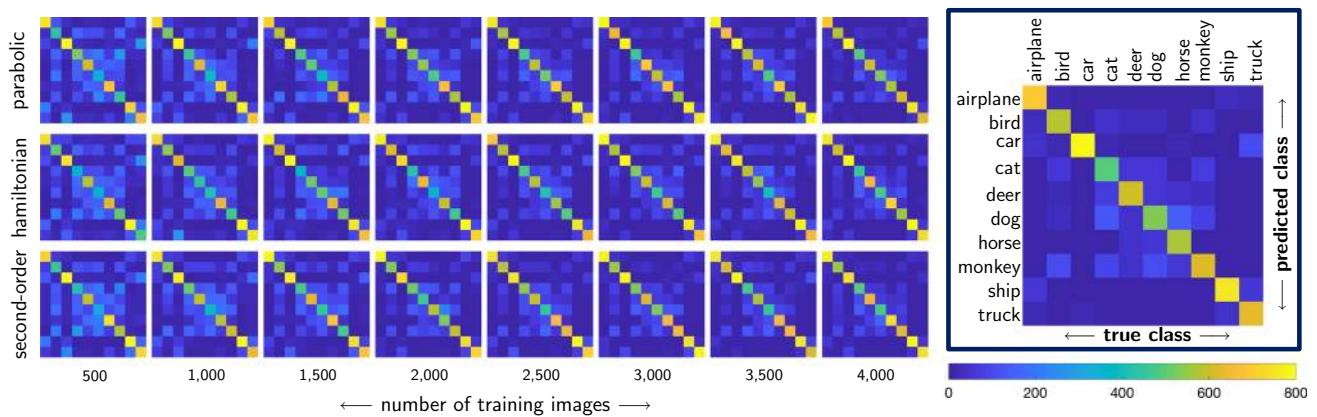 parabolic
hamiltonian
second-order
500 1,000 1,500 2,000 2,500 3,000 3,500 4,000
← number of training images →
airplane bird car cat deer dog horse monkey ship truck
airplane
bird
car
cat
deer
dog
horse
monkey
ship
truck
← predicted class →
← true class →
0 200 400 600 800